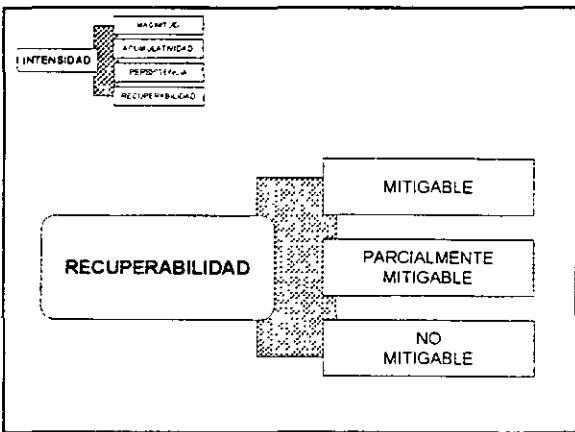 MAGNITUD
ACUMULATIVIDAD
INTENSIDAD
PERSISTENCIA
RECUPERABILIDAD
MITIGABLE
RECUPERABILIDAD
PARCIALMENTE
MITIGABLE
NO
MITIGABLE